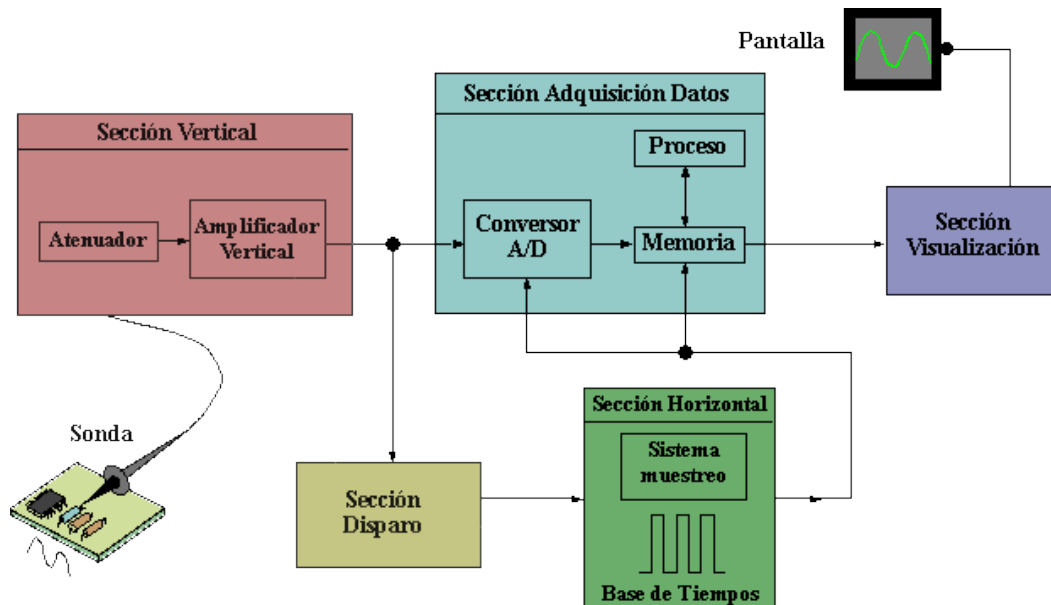 Pantalla
Sección Adquisición Datos
Sección Vertical
Proceso
Atenuador
Amplificador
Vertical
Conversor
A/D
Memoria
Sección
Visualización
Sección Horizontal
Sonda
Sistema
muestreo
Sección
Disparo
Base de Tiempos